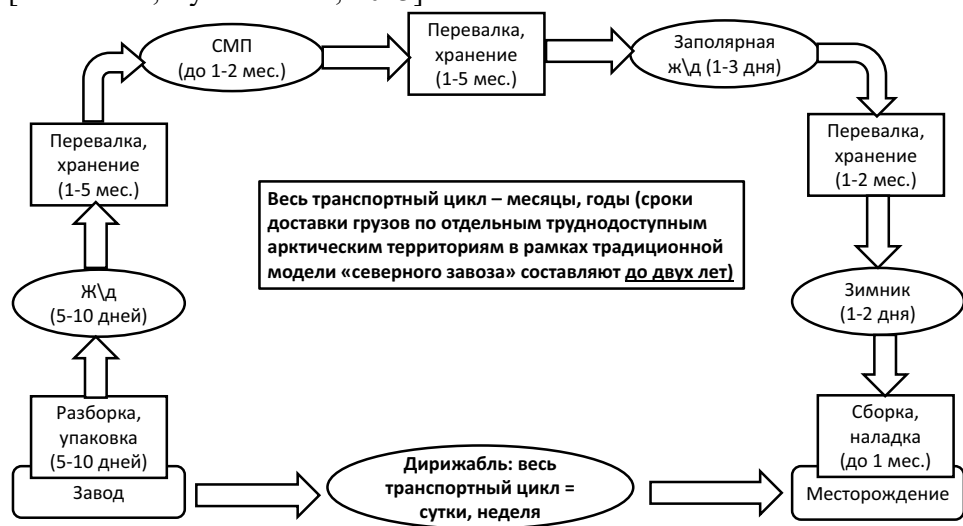 СМП
(до 1-2 мес.)
Перевалка,
хранение
(1-5 мес.)
Заполярная
ж\д (1-3 дня)
Перевалка,
хранение
(1-5 мес.)
Перевалка,
хранение
(1-2 мес.)
Весь транспортный цикл – месяцы, годы (сроки
доставки грузов по отдельным труднодоступным
арктическим территориям в рамках традиционной
модели «северного завоза» составляют до двух лет)
Ж\д
(5-10 дней)
Зимник
(1-2 дня)
Разборка,
упаковка
(5-10 дней)
Завод
Дирижабль: весь
транспортный цикл =
сутки, неделя
Сборка,
наладка
(до 1 мес.)
Месторождение